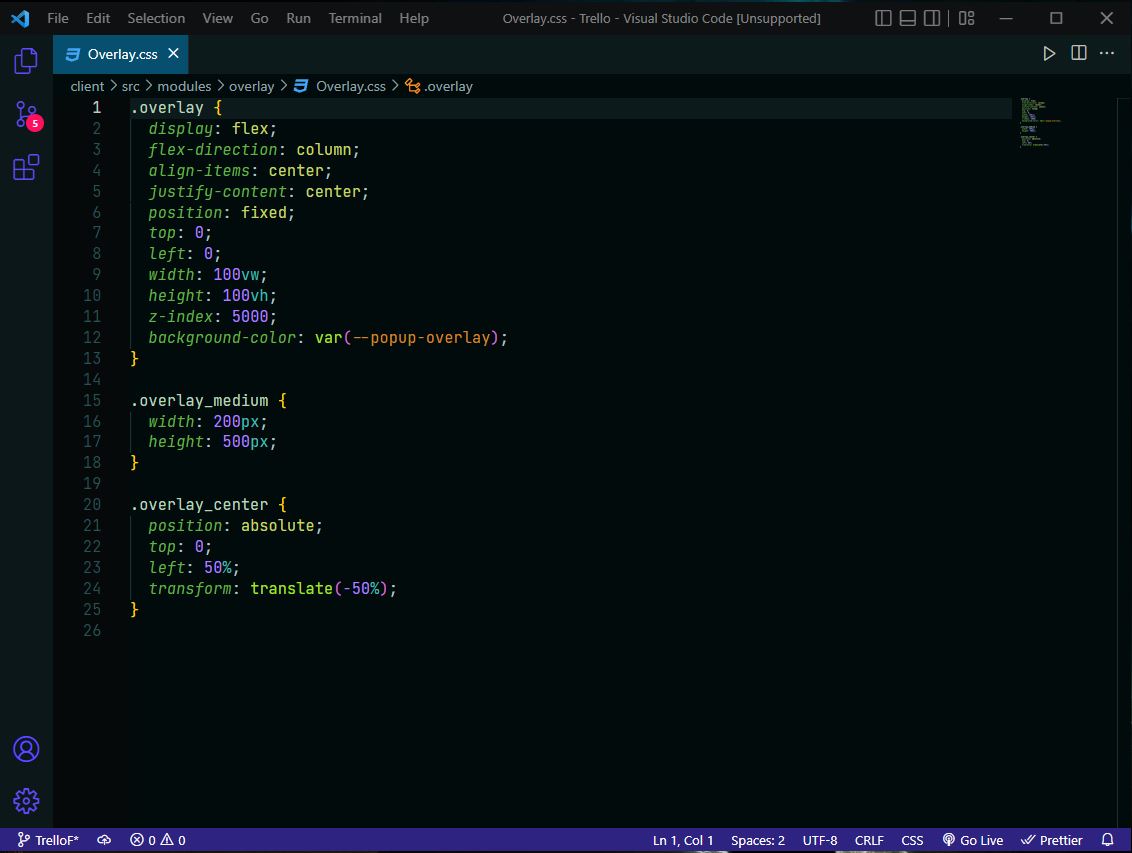 File Edit Selection View Go Run Terminal Help Overlay.css - Trello - Visual Studio Code [Unsupported]
Overlay.css
client > src > modules > overlay > Overlay.css > .overlay
5
1 .overlay {
2 display: flex;
3 flex-direction: column;
4 align-items: center;
5 justify-content: center;
6 position: fixed;
7 top: 0;
8 left: 0;
9 width: 100vw;
10 height: 100vh;
11 z-index: 5000;
12 background-color: var(--popup-overlay);
13 }
14
15 .overlay_medium {
16 width: 200px;
17 height: 500px;
18 }
19
20 .overlay_center {
21 position: absolute;
22 top: 0;
23 left: 50%;
24 transform: translate(-50%);
25 }
26
TrelloF* 0 0 Ln 1, Col 1 Spaces: 2 UTF-8 CRLF CSS Go Live Prettier